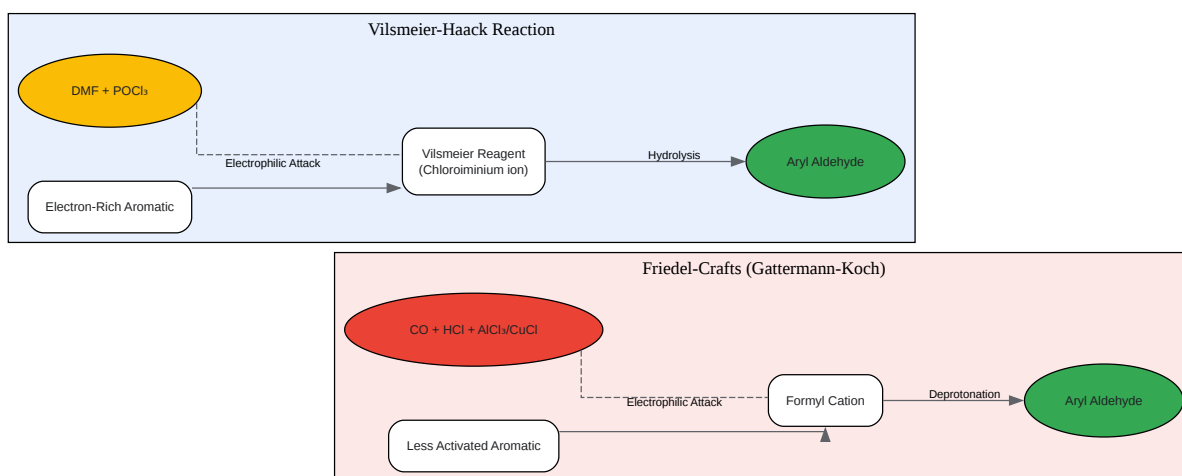 Vilsmeier-Haack Reaction
DMF + POCl₃
Electrophilic Attack
Vilsmeier Reagent
(Chloroiminium ion)
Hydrolysis
Aryl Aldehyde
Electron-Rich Aromatic
Friedel-Crafts (Gattermann-Koch)
CO + HCl + AlCl₃/CuCl
Electrophilic Attack
Formyl Cation
Deprotonation
Aryl Aldehyde
Less Activated Aromatic